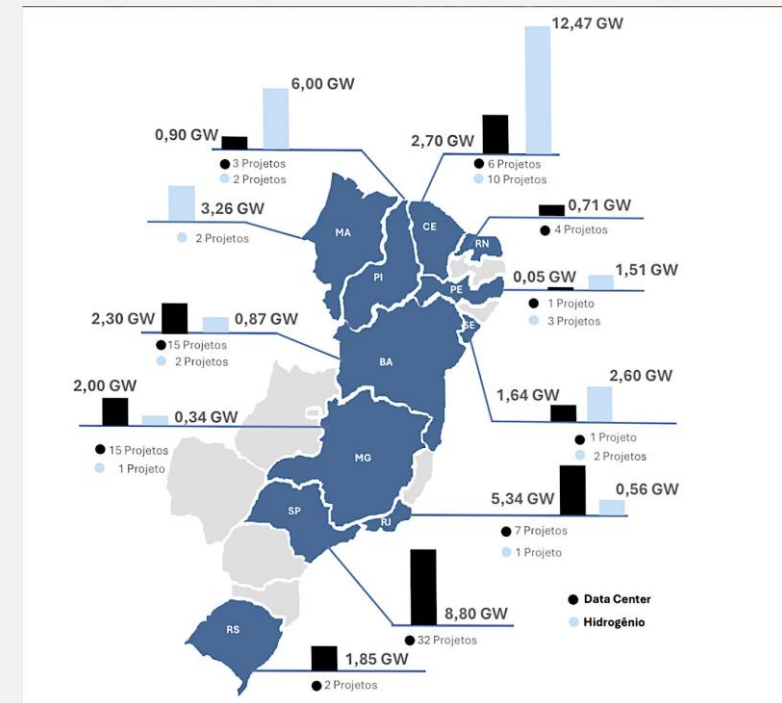 12,47 GW
6,00 GW
0,90 GW
2,70 GW
3 Projetos
2 Projetos
6 Projetos
10 Projetos
3,26 GW
2 Projetos
0,71 GW
4 Projetos
MA
CE
RN
PI
PE
SE
BA
MG
SP
RJ
RS
0,05 GW
1,51 GW
1 Projeto
3 Projetos
2,30 GW
0,87 GW
15 Projetos
2 Projetos
2,00 GW
0,34 GW
15 Projetos
1 Projeto
1,64 GW
2,60 GW
1 Projeto
2 Projetos
5,34 GW
0,56 GW
7 Projetos
1 Projeto
8,80 GW
32 Projetos
1,85 GW
2 Projetos
Data Center
Hidrogênio